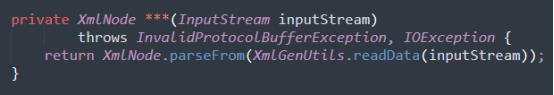 private XmlNode ***(InputStream inputStream)
throws InvalidProtocolBufferException, IOException {
return XmlNode.parseFrom(XmlGenUtils.readData(inputStream));
}